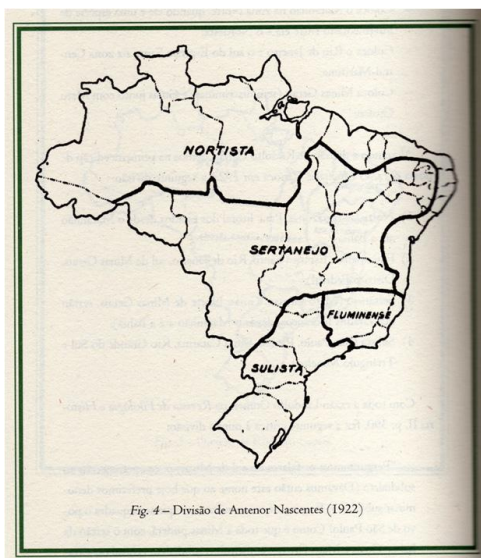 NORTISTA
SERTANEJO
FLUMINENSE
SULISTA
Fig. 4 – Divisão de Antenor Nascentes (1922)